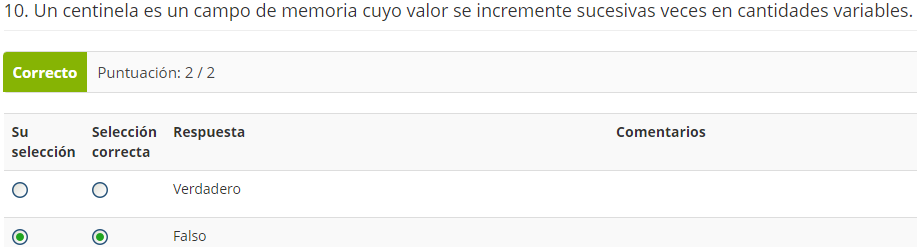 10. Un centinela es un campo de memoria cuyo valor se incremente sucesivas veces en cantidades variables.
Correcto Puntuación: 2 / 2
Su selección Selección correcta Respuesta Comentarios
Verdadero
Falso